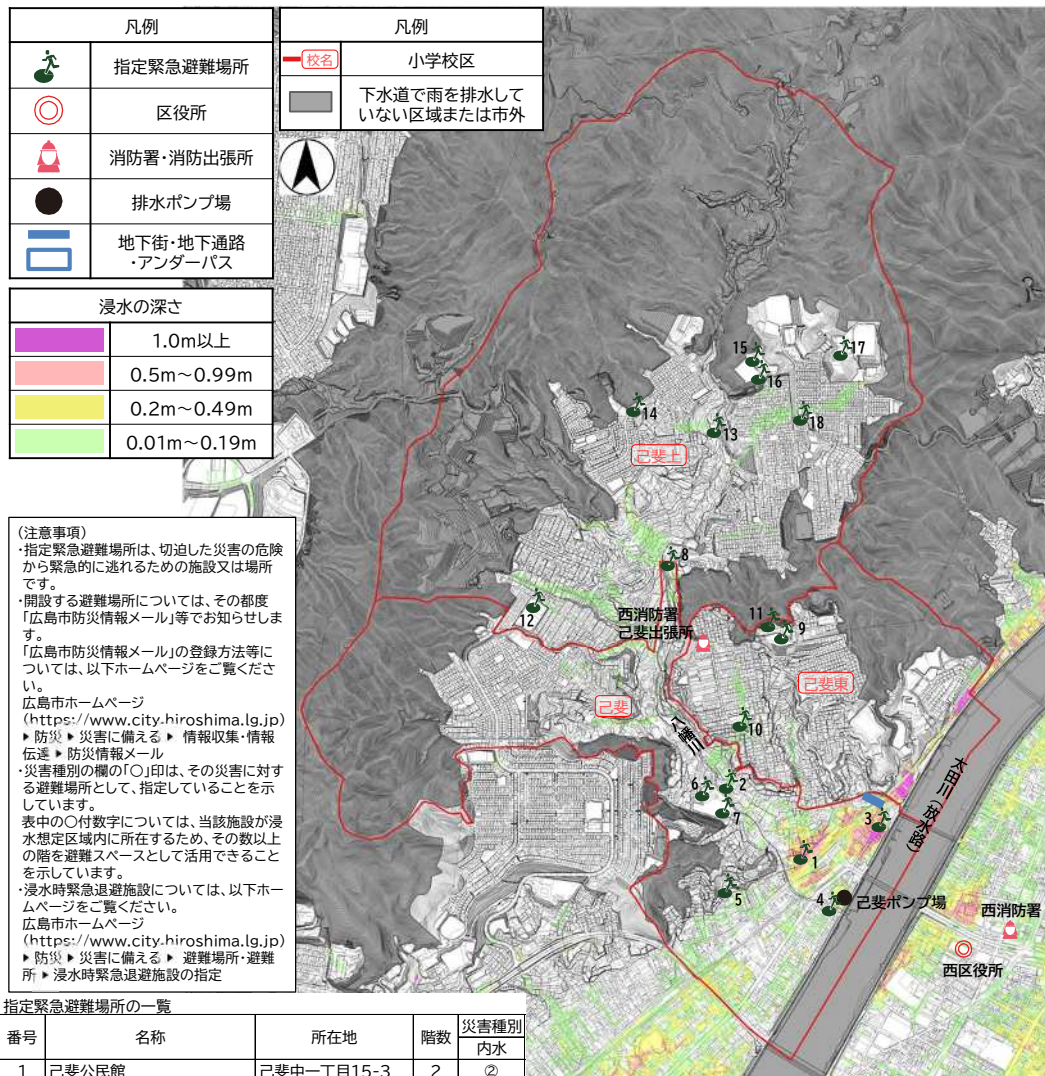 凡例
指定緊急避難場所
区役所
消防署・消防出張所
排水ポンプ場
地下街・地下通路
・アンダーパス
凡例
校名
小学校区
下水道で雨を排水して
いない区域または市外
浸水の深さ
1.0m以上
0.5m～0.99m
0.2m～0.49m
0.01m～0.19m
(注意事項)
・指定緊急避難場所は、切迫した災害の危険
から緊急的に逃れるための施設又は場所
です。
・開設する避難場所については、その都度
「広島市防災情報メール」等でお知らせしま
す。
「広島市防災情報メール」の登録方法等に
ついては、以下ホームページをご覧くださ
い。
広島市ホームページ
(https://www.city.hiroshima.lg.jp)
▶防災▶災害に備える▶情報収集・情報
伝達▶防災情報メール
・災害種別の欄の「〇」印は、その災害に対す
る避難場所として、指定していることを示
しています。
表中の〇付数字については、当該施設が浸
水想定区域内に所在するため、その数以上
の階を避難スペースとして活用できること
を示しています。
・浸水時緊急退避施設については、以下ホー
ムページをご覧ください。
広島市ホームページ
(https://www.city.hiroshima.lg.jp)
▶防災▶災害に備える▶避難場所・避難
所▶浸水時緊急退避施設の指定
15
17
16
14
13
18
己斐上
8
12
西消防署
己斐出張所
11
9
己斐東
己斐
10
八幡川
6
2
7
太田川(放水路)
3
1
5
4
己斐ポンプ場
西消防署
西区役所
指定緊急避難場所の一覧
番号 名称 所在地 階数 災害種別
内水
1 己斐公民館 己斐中一丁目15-3 2 ②